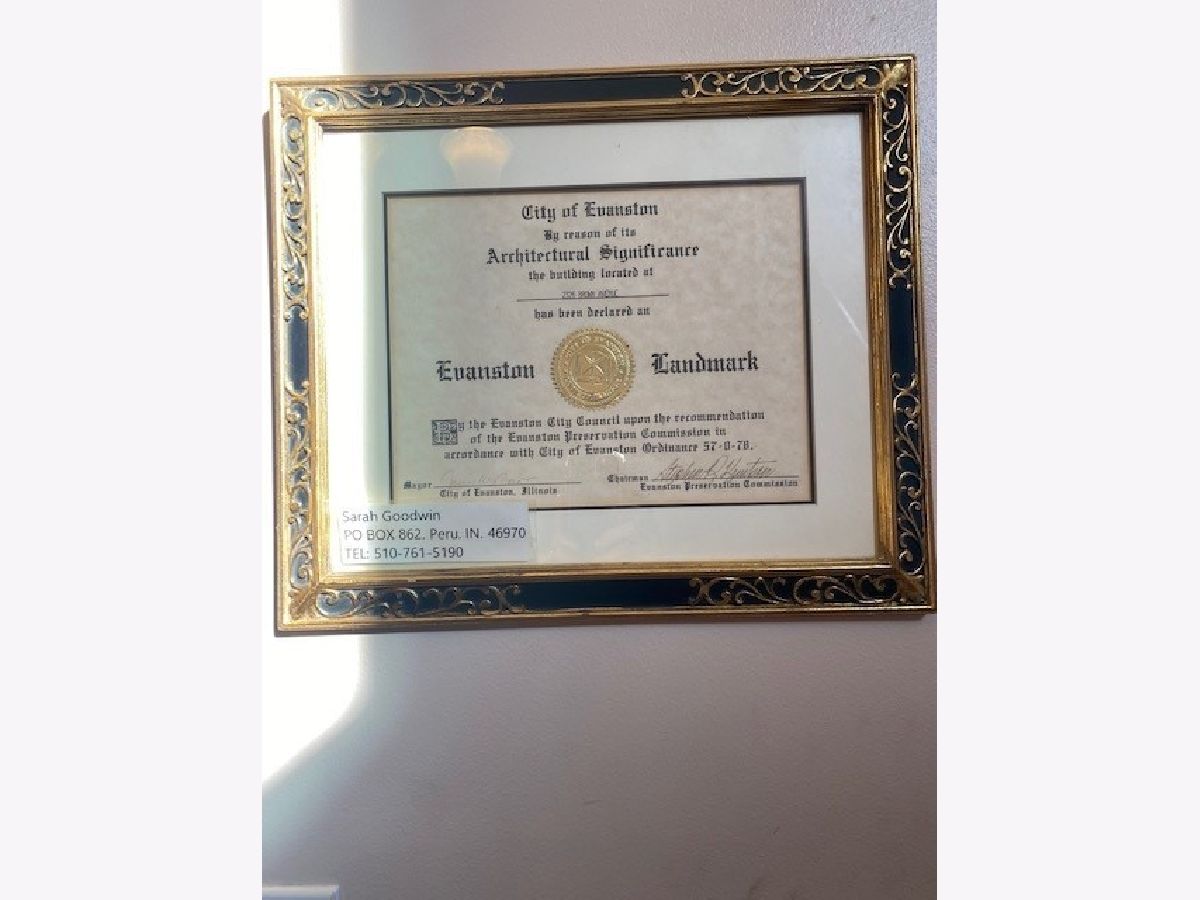 City of Evanston
By reason of its
Architectural Significance
the building located at
has been declared an
Evanston Landmark
By the Evanston City Council upon the recommendation
of the Evanston Preservation Commission in
accordance with City of Evanston Ordinance 57-O-78.
Mayor
Chairman
City of Evanston, Illinois
Evanston Preservation Commission
Sarah Goodwin
PO BOX 862, Peru, IN. 46970
TEL: 510-761-5190